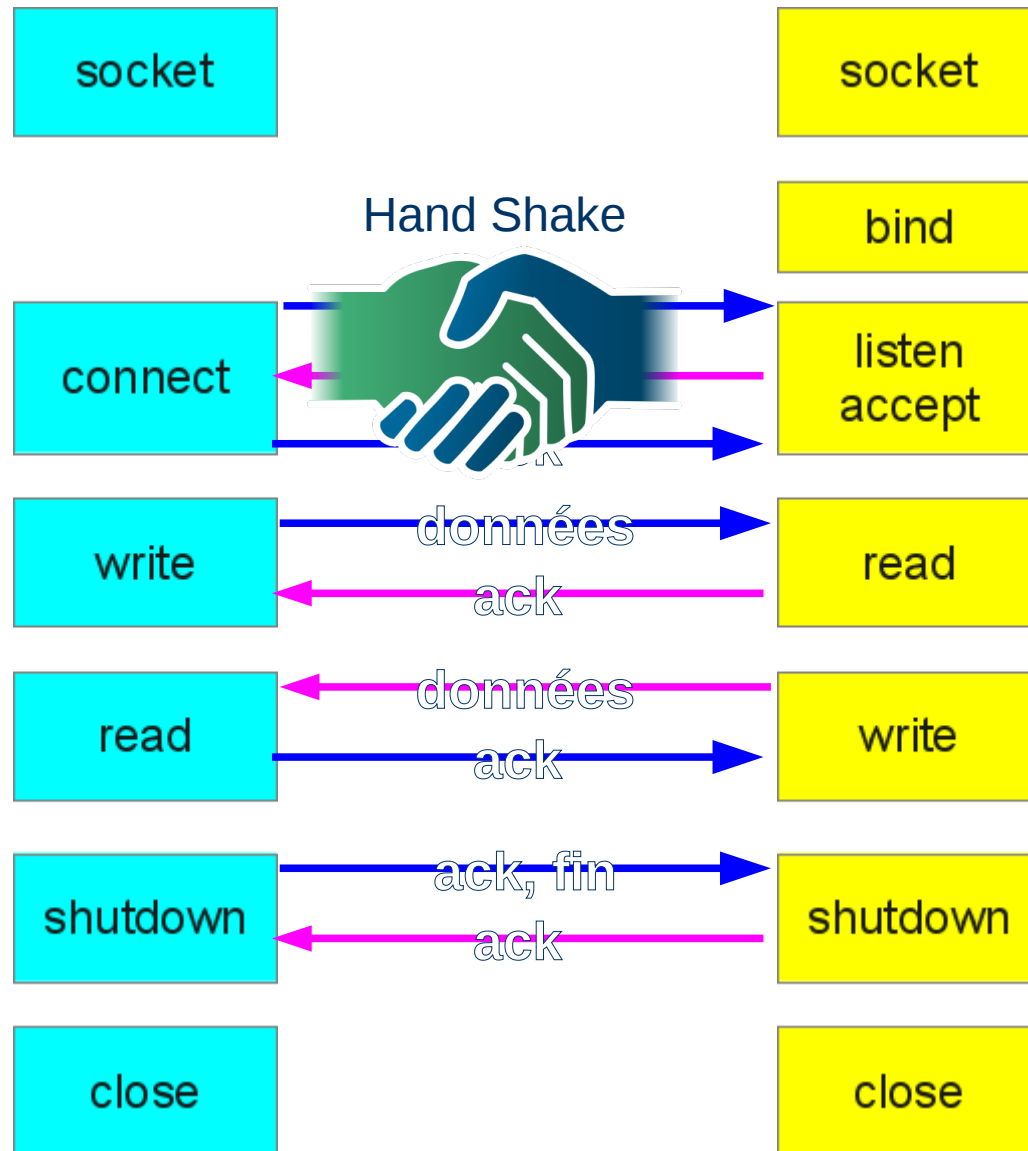 socket
socket
bind
Hand Shake
connect
listen
accept
write
données
read
ack
read
données
write
ack
shutdown
ack, fin
shutdown
ack
close
close